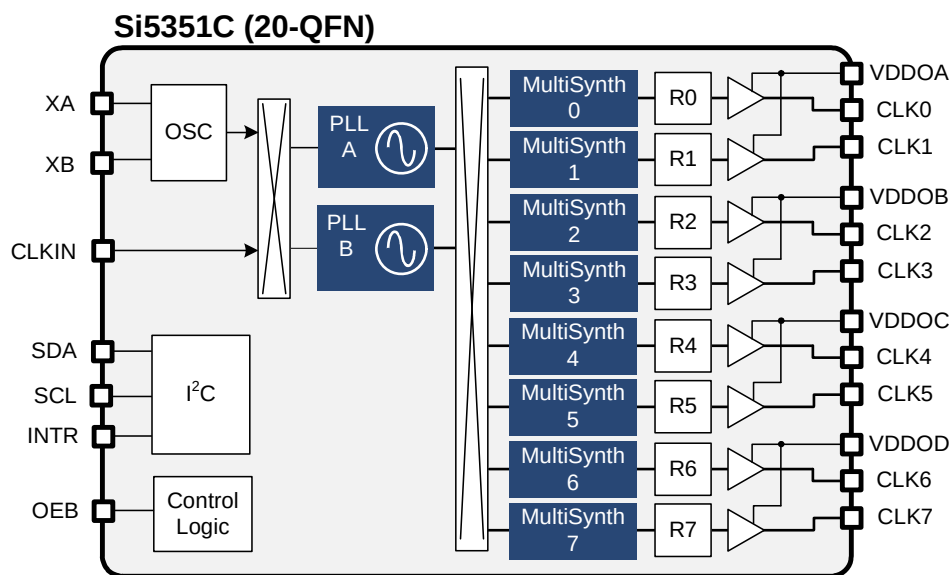 Si5351C (20-QFN)
XA
XB
CLKIN
SDA
SCL
INTR
OEB
OSC
I²C
Control
Logic
PLL
A
PLL
B
MultiSynth
0
MultiSynth
1
MultiSynth
2
MultiSynth
3
MultiSynth
4
MultiSynth
5
MultiSynth
6
MultiSynth
7
R0
R1
R2
R3
R4
R5
R6
R7
VDDOA
CLK0
CLK1
VDDOB
CLK2
CLK3
VDDOC
CLK4
CLK5
VDDOD
CLK6
CLK7